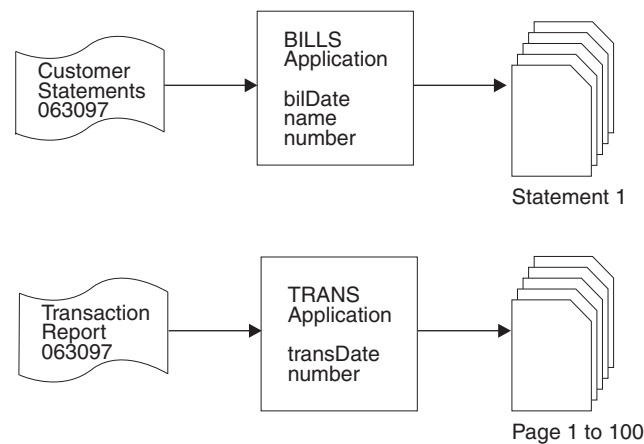 Customer
Statements
063097
BILLS
Application
bilDate
name
number
Statement 1
Transaction
Report
063097
TRANS
Application
transDate
number
Page 1 to 100